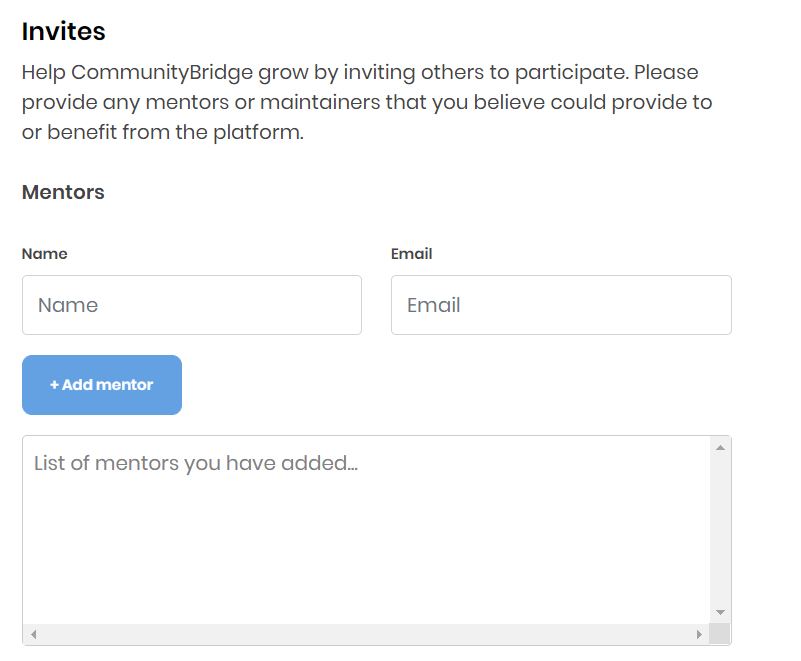 Invites
Help CommunityBridge grow by inviting others to participate. Please
provide any mentors or maintainers that you believe could provide to
or benefit from the platform.
Mentors
Name
Email
Name
Email
+ Add mentor
List of mentors you have added...